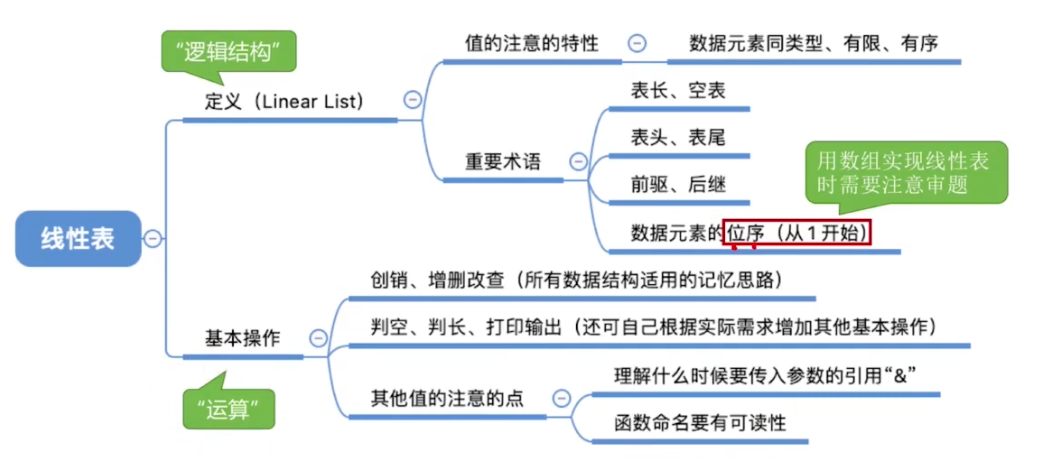 “逻辑结构”
值的注意的特性
数据元素同类型、有限、有序
定义（Linear List）
表长、空表
表头、表尾
重要术语
用数组实现线性表
时需要注意审题
前驱、后继
数据元素的位序（从1开始）
线性表
创销、增删改查（所有数据结构适用的记忆思路）
判空、判长、打印输出（还可自己根据实际需求增加其他基本操作）
基本操作
理解什么时候要传入参数的引用“&”
其他值的注意的点
“运算”
函数命名要有可读性